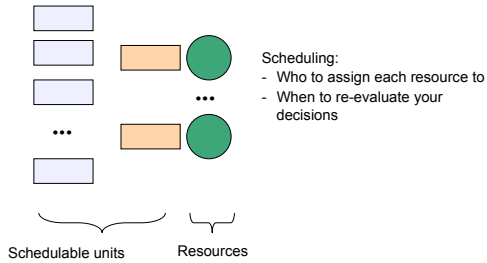 Scheduling:
- Who to assign each resource to
- When to re-evaluate your
decisions
...
...
Schedulable units
Resources